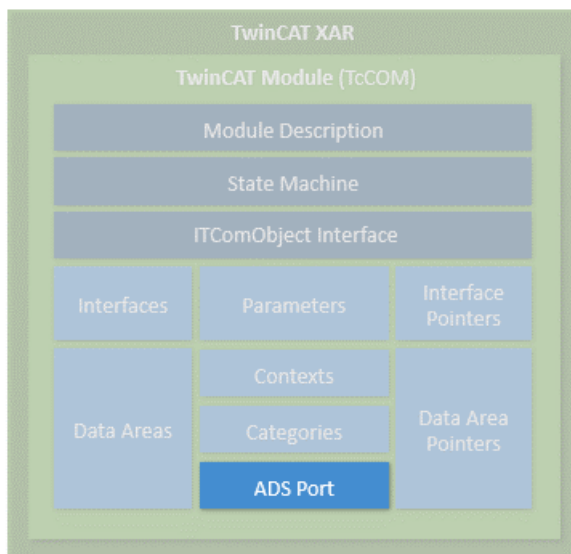 TwinCAT XAR
TwinCAT Module (TcCOM)
Module Description
State Machine
ITComObject Interface
Interfaces
Parameters
Interface
Pointers
Contexts
Data Areas
Categories
Data Area
Pointers
ADS Port